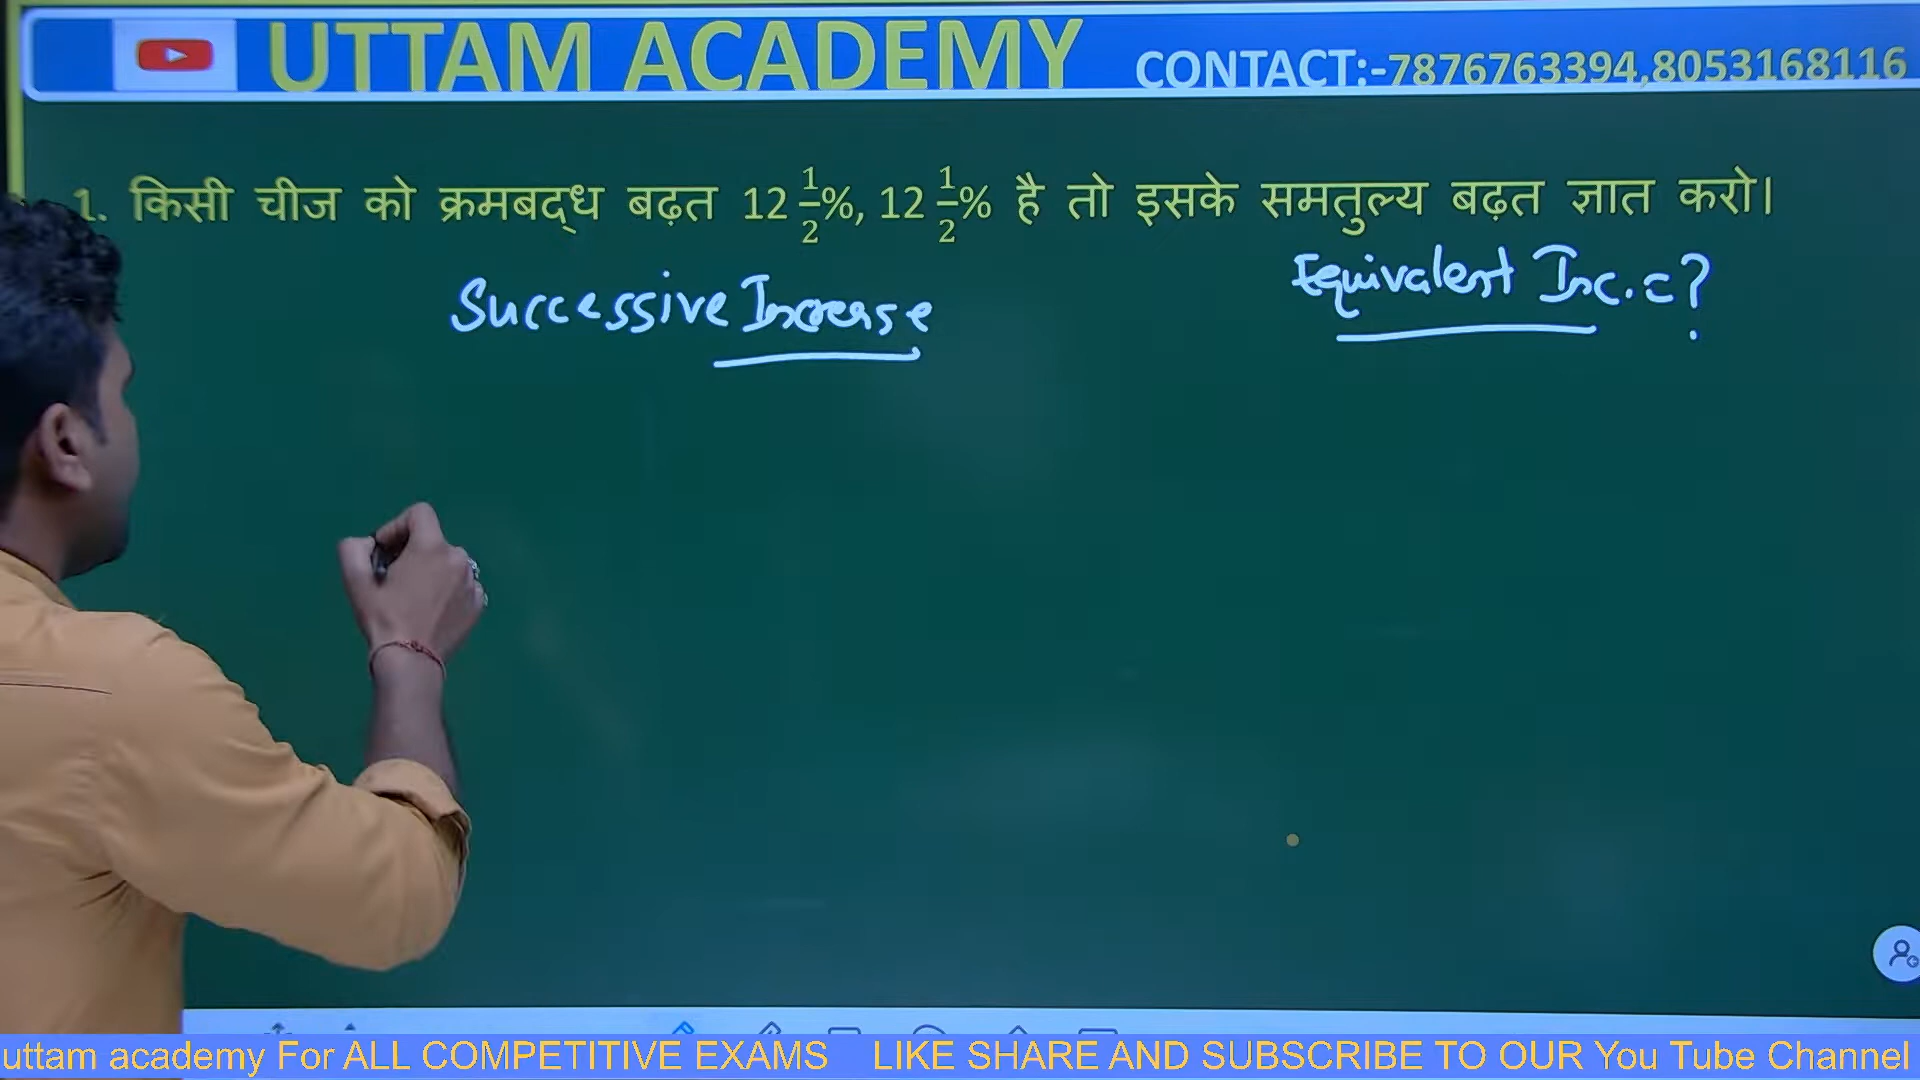 UTTAM ACADEMY CONTACT:-7876763394,8053168116
1. किसी चीज को क्रमबद्ध बढ़त 12 1/2%, 12 1/2% है तो इसके समतुल्य बढ़त ज्ञात करो।
Successive Increase
Equivalent Inc. = ?
uttam academy For ALL COMPETITIVE EXAMS LIKE SHARE AND SUBSCRIBE TO OUR You Tube Channel